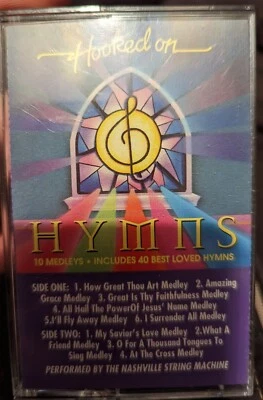 Hooked on
HYMNS
10 MEDLEYS • INCLUDES 40 BEST LOVED HYMNS
SIDE ONE: 1. How Great Thou Art Medley 2. Amazing
Grace Medley 3. Great Is Thy Faithfulness Medley
4. All Hail The PowerOf Jesus' Name Medley
5.I'll Fly Away Medley 6. I Surrender All Medley
SIDE TWO: 1. My Savior's Love Medley 2.What A
Friend Medley 3. O For A Thousand Tongues To
Sing Medley 4. At The Cross Medley
PERFORMED BY THE NASHVILLE STRING MACHINE